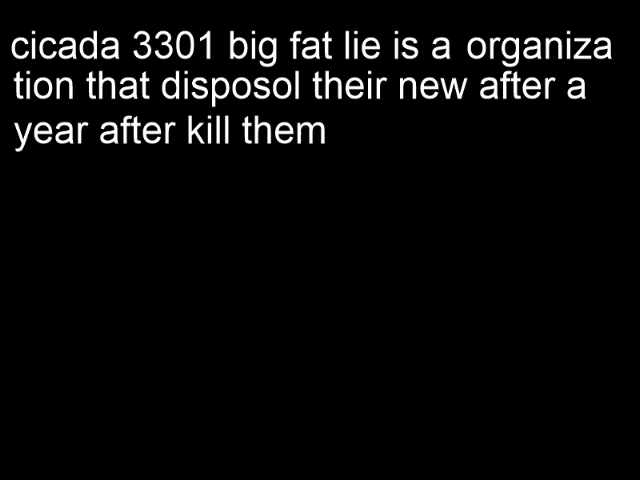 cicada 3301 big fat lie is a organiza
tion that disposol their new after a
year after kill them